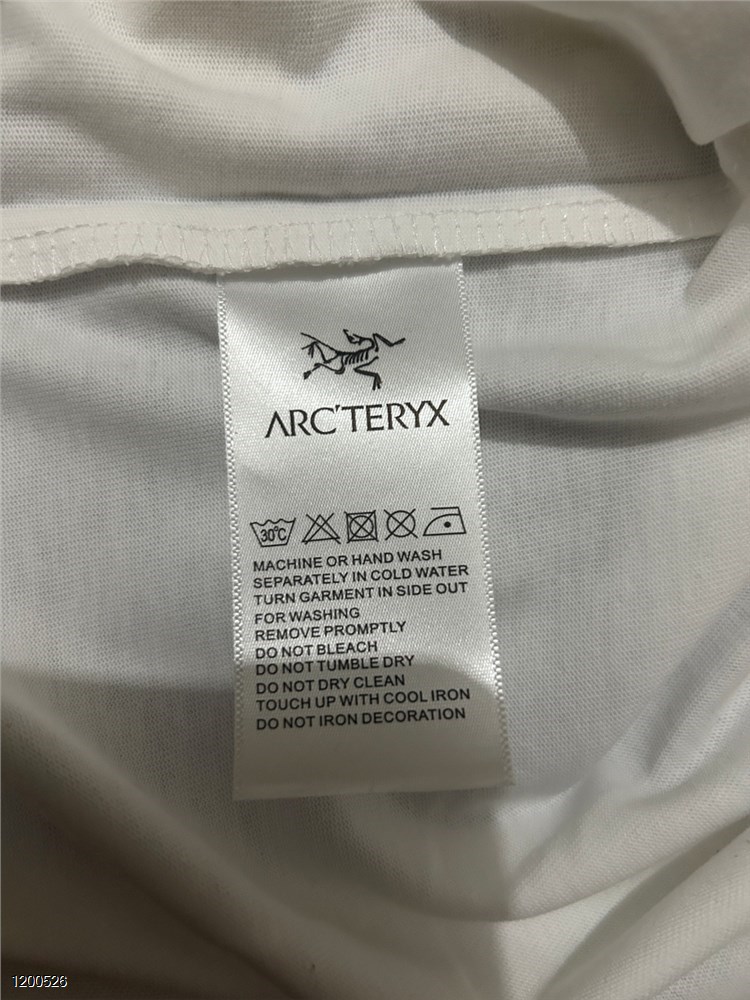 ARC'TERYX
30°C
MACHINE OR HAND WASH
SEPARATELY IN COLD WATER
TURN GARMENT IN SIDE OUT
FOR WASHING
REMOVE PROMPTLY
DO NOT BLEACH
DO NOT TUMBLE DRY
DO NOT DRY CLEAN
TOUCH UP WITH COOL IRON
DO NOT IRON DECORATION
1200526